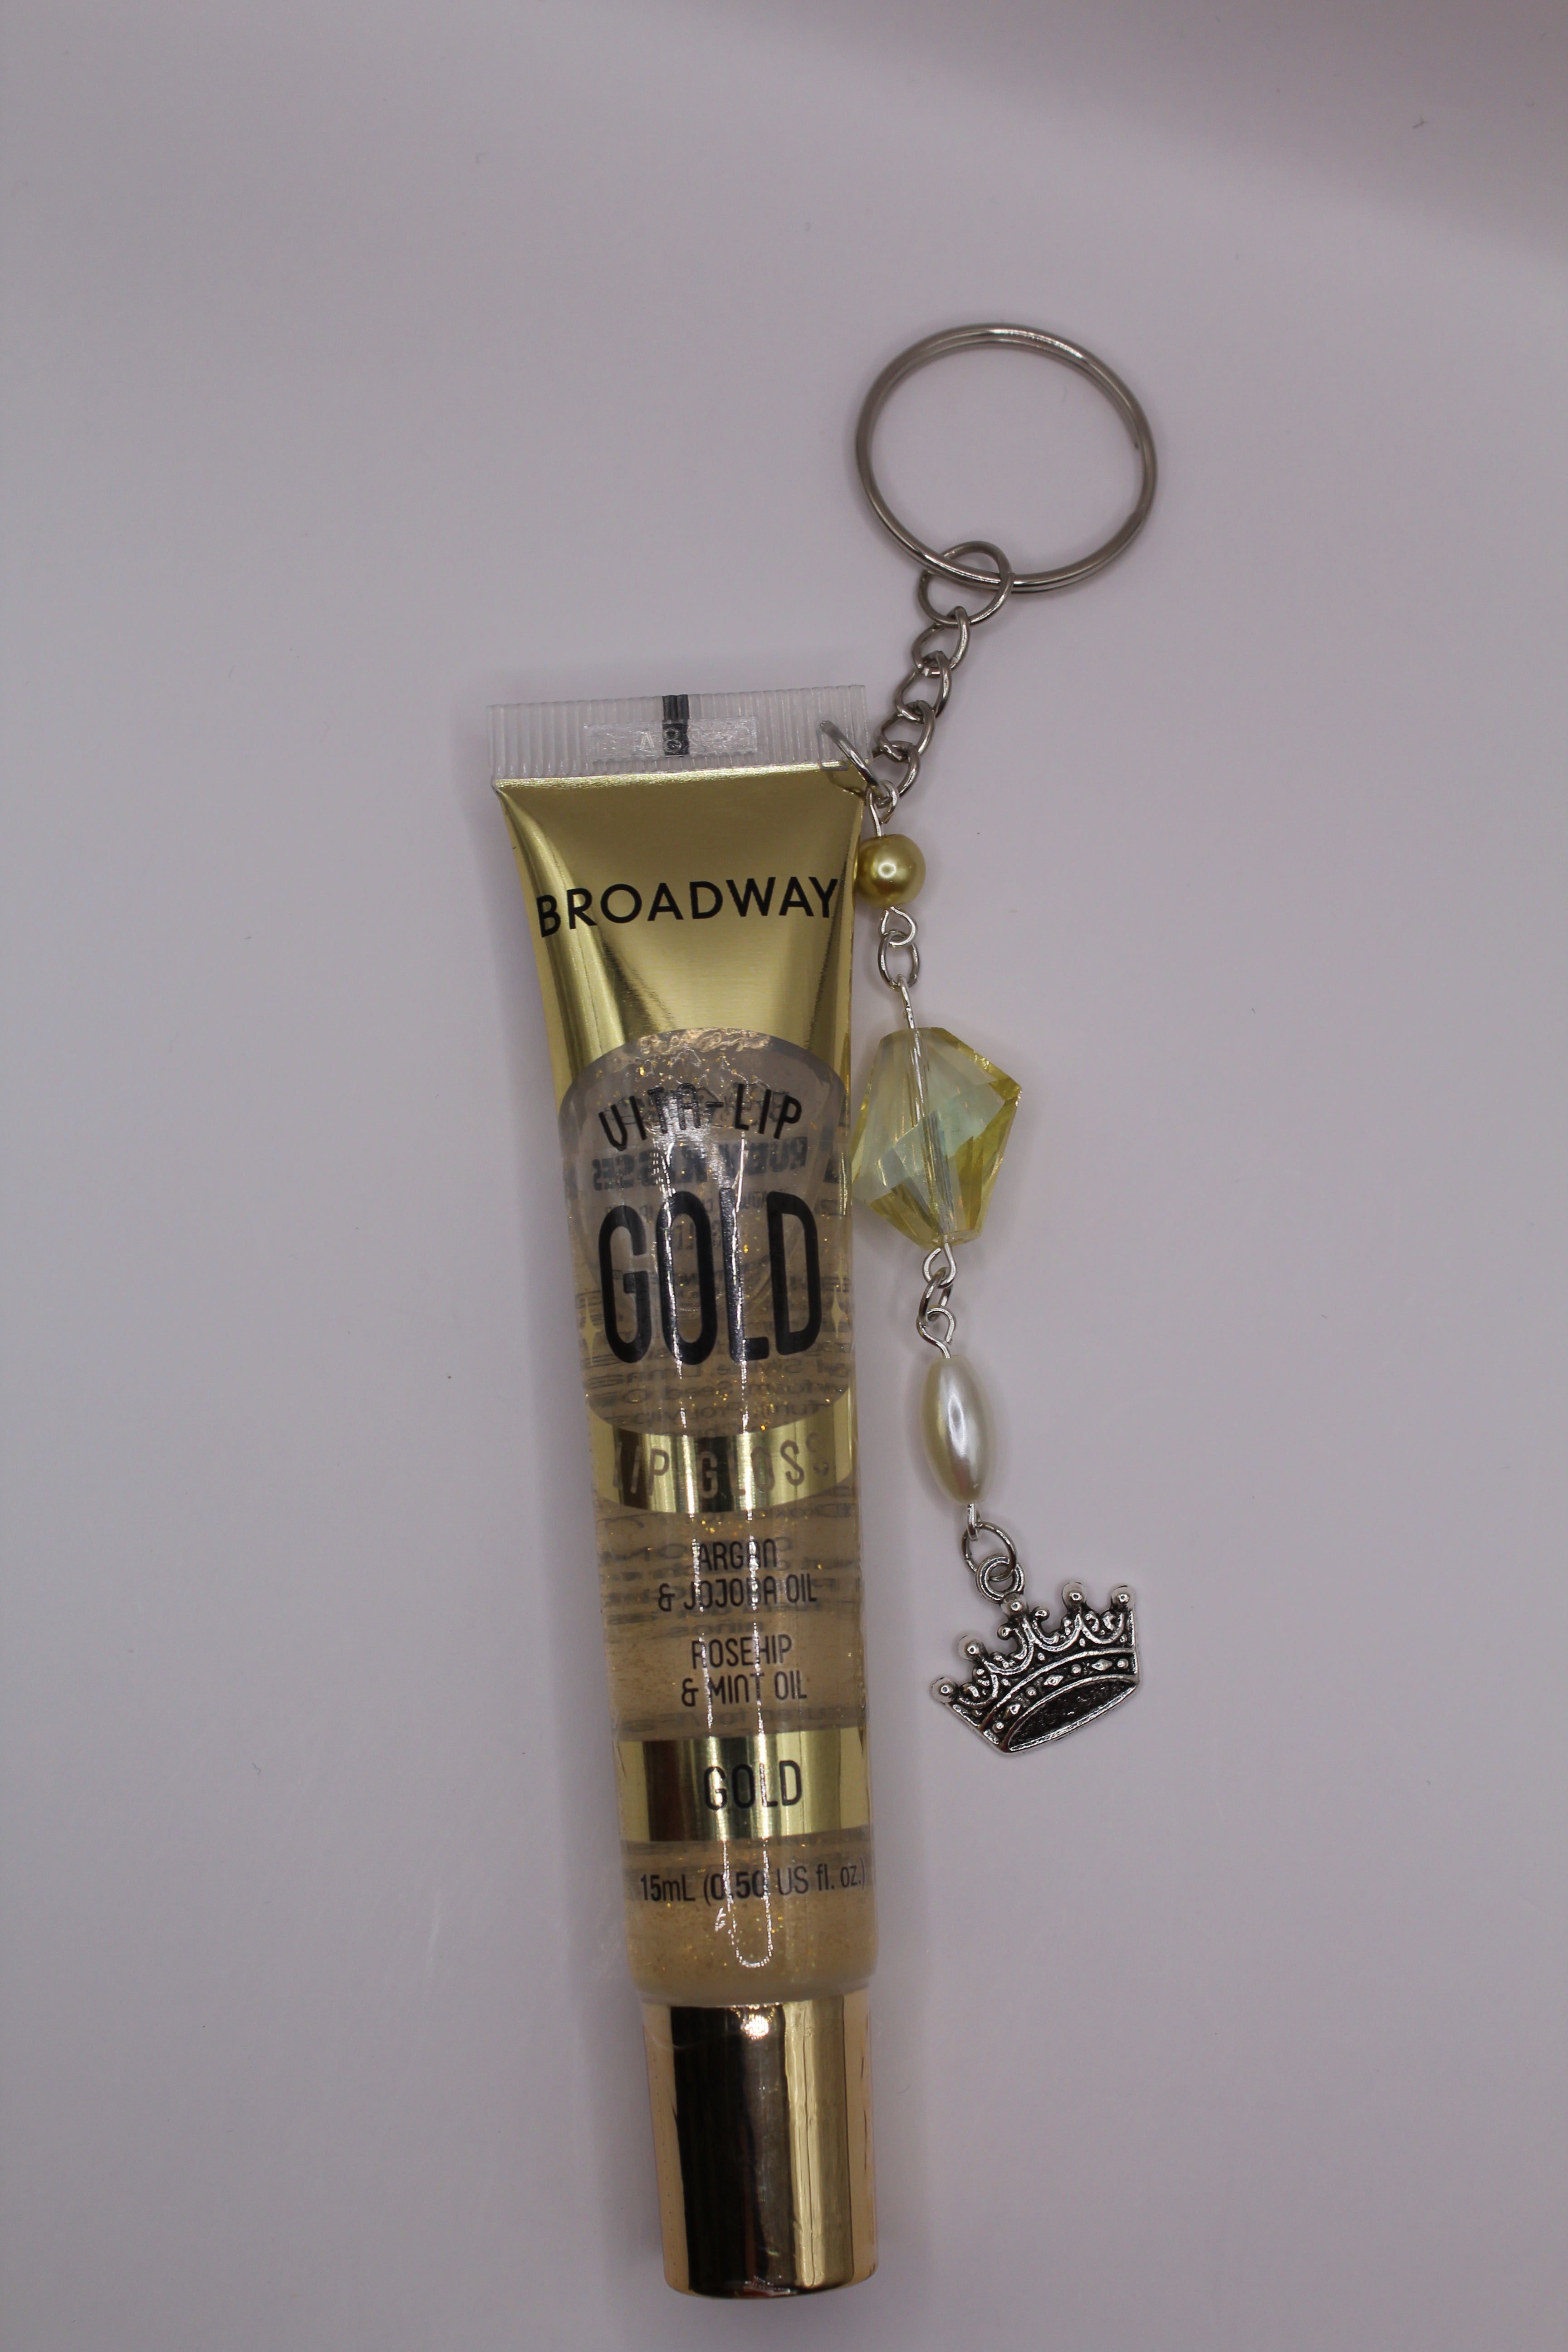 A8
BROADWAY
VITA-LIP
GOLD
LIP GLOSS
ARGAN
& JOJOBA OIL
ROSEHIP
& MINT OIL
GOLD
15mL (0.50 US fl. oz.)